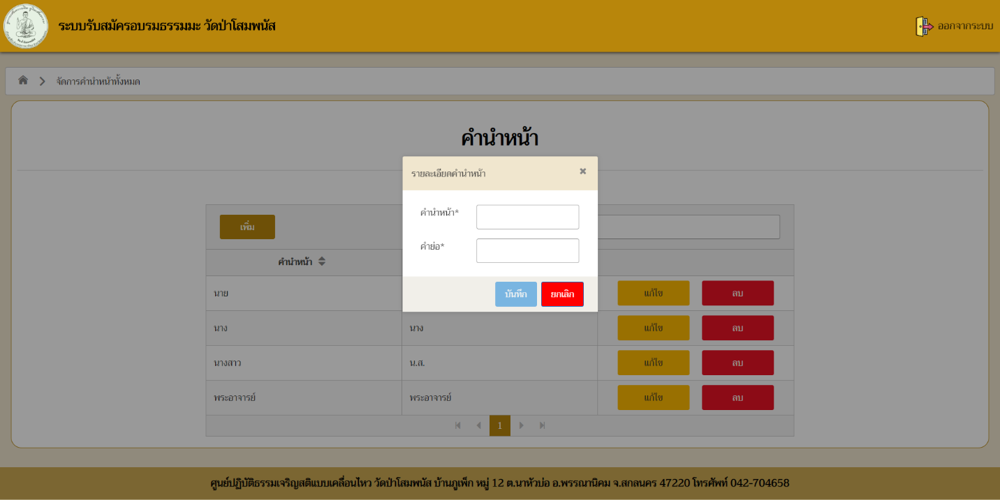 ระบบรับสมัครอบรมธรรมมะ วัดป่าโสมพนัส
ออกจากระบบ
จัดการคำนำหน้าทั้งหมด
คำนำหน้า
รายละเอียดคำนำหน้า
คำนำหน้า*
คำย่อ*
บันทึก ยกเลิก
เพิ่ม
คำนำหน้า
นาย แก้ไข ลบ
นาง นาง แก้ไข ลบ
นางสาว น.ส. แก้ไข ลบ
พระอาจารย์ พระอาจารย์ แก้ไข ลบ
1
ศูนย์ปฏิบัติธรรมเจริญสติแบบเคลื่อนไหว วัดป่าโสมพนัส บ้านภูเพ็ก หมู่ 12 ต.นาหัวบ่อ อ.พรรณานิคม จ.สกลนคร 47220 โทรศัพท์ 042-704658